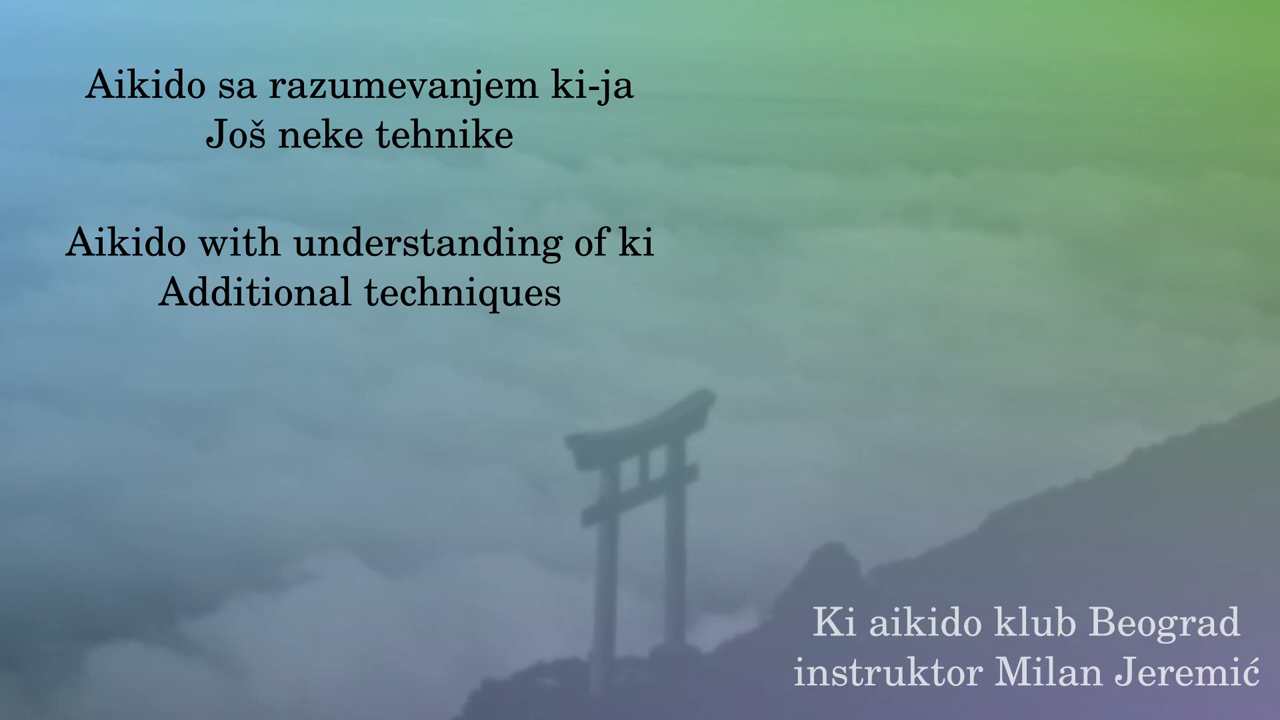 Aikido sa razumevanjem ki-ja
Još neke tehnike
Aikido with understanding of ki
Additional techniques
Ki aikido klub Beograd
instruktor Milan Jeremić